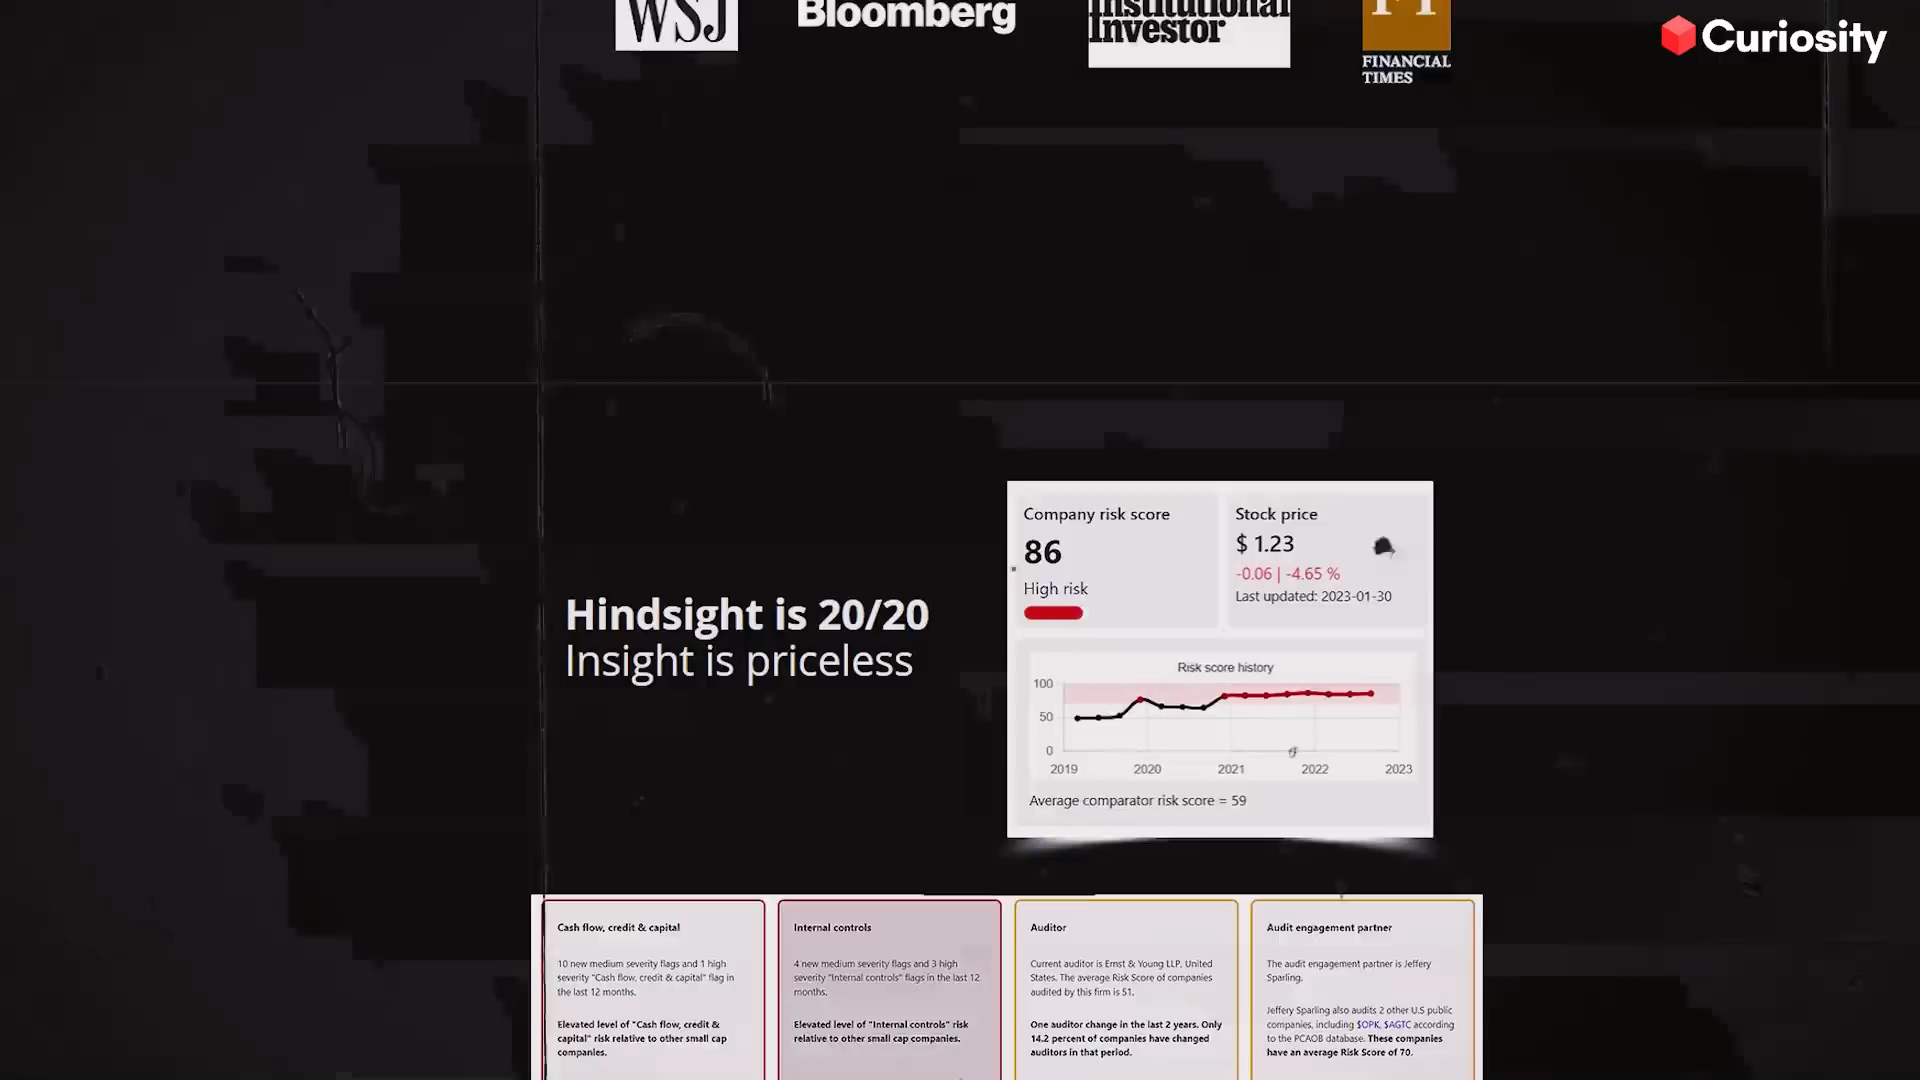 WSJ
Bloomberg
Institutional
Investor
FT
FINANCIAL
TIMES
Curiosity
Hindsight is 20/20
Insight is priceless
Company risk score
86
High risk
Stock price
$ 1.23
-0.06 | -4.65 %
Last updated: 2023-01-30
Risk score history
100
50
0
2019 2020 2021 2022 2023
Average comparator risk score = 59
Cash flow, credit & capital
10 new medium severity flags and 1 high
severity "Cash flow, credit & capital" flag in
the last 12 months.
Elevated level of "Cash flow, credit &
capital" risk relative to other small cap
companies.
Internal controls
4 new medium severity flags and 3 high
severity "Internal controls" flags in the last 12
months.
Elevated level of "Internal controls" risk
relative to other small cap companies.
Auditor
Current auditor is Ernst & Young LLP, United
States. The average Risk Score of companies
audited by this firm is 51.
One auditor change in the last 2 years. Only
14.2 percent of companies have changed
auditors in that period.
Audit engagement partner
The audit engagement partner is Jeffery
Sparling.
Jeffery Sparling also audits 2 other U.S public
companies, including $OPK, $AGTC according
to the PCAOB database. These companies
have an average Risk Score of 70.